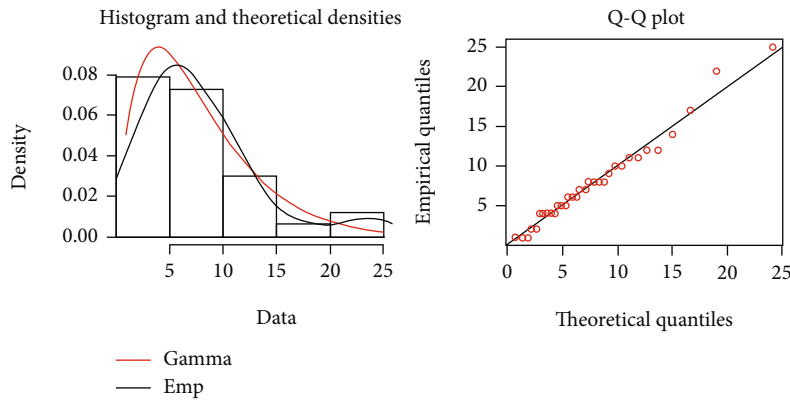 Histogram and theoretical densities
Density
0.08
0.06
0.04
0.02
0.00
5 10 15 20 25
Data
Gamma
Emp
Q-Q plot
Empirical quantiles
25
20
15
10
5
0 5 10 15 20 25
Theoretical quantiles